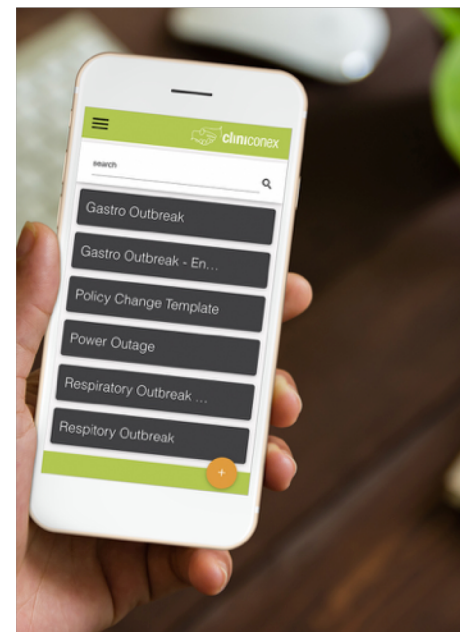 cliniconex
search
Gastro Outbreak
Gastro Outbreak - En...
Policy Change Template
Power Outage
Respiratory Outbreak ...
Respitory Outbreak
+